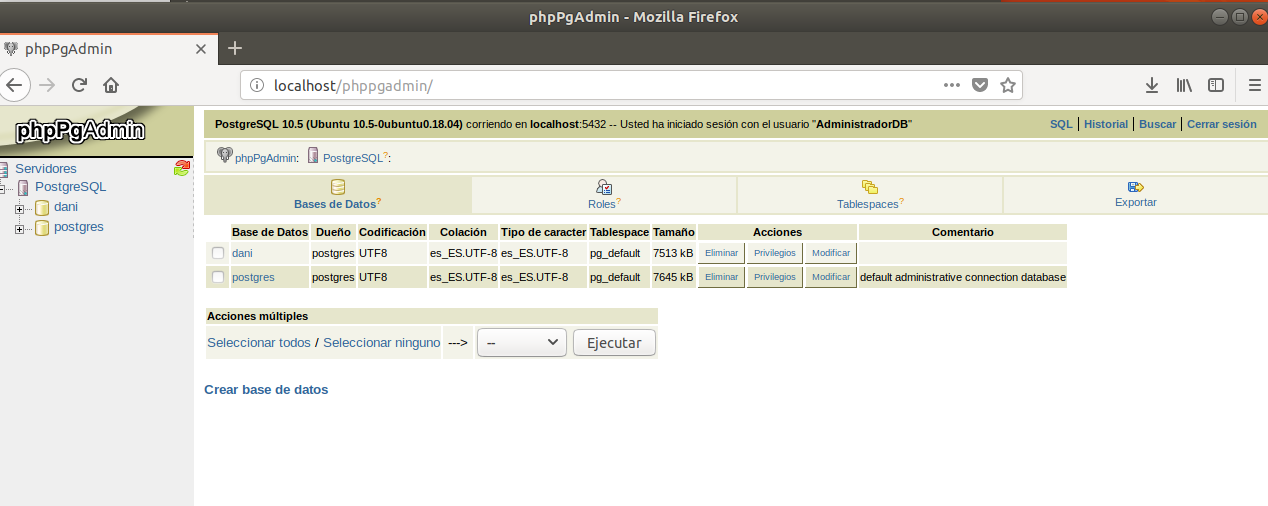 phpPgAdmin - Mozilla Firefox
phpPgAdmin
localhost/phppgadmin/
phpPgAdmin
Servidores
PostgreSQL
dani
postgres
PostgreSQL 10.5 (Ubuntu 10.5-0ubuntu0.18.04) corriendo en localhost:5432 -- Usted ha iniciado sesión con el usuario "AdministradorDB"
SQL | Historial | Buscar | Cerrar sesión
phpPgAdmin: PostgreSQL?:
Bases de Datos? Roles? Tablespaces? Exportar
Base de Datos Dueño Codificación Colación Tipo de caracter Tablespace Tamaño Acciones Comentario
dani postgres UTF8 es_ES.UTF-8 es_ES.UTF-8 pg_default 7513 kB Eliminar Privilegios Modificar
postgres postgres UTF8 es_ES.UTF-8 es_ES.UTF-8 pg_default 7645 kB Eliminar Privilegios Modificar default administrative connection database
Acciones múltiples
Seleccionar todos / Seleccionar ninguno ---> -- Ejecutar
Crear base de datos